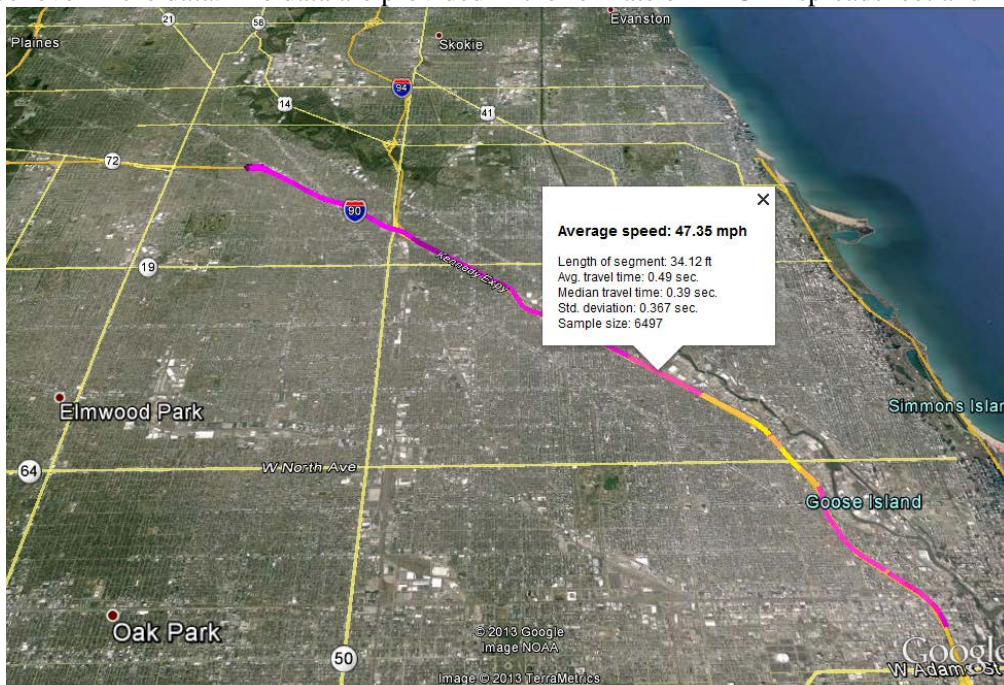 21
58
Evanston
Plaines
Skokie
94
14
41
72
90
Average speed: 47.35 mph
Length of segment: 34.12 ft
Avg. travel time: 0.49 sec.
Median travel time: 0.39 sec.
Std. deviation: 0.367 sec.
Sample size: 6497
19
Kennedy Expy
Elmwood Park
Simmons Islan
64
W North Ave
Goose Island
Oak Park
© 2013 Google
Image NOAA
50
Google
W Adams St
Image © 2013 TerraMetrics